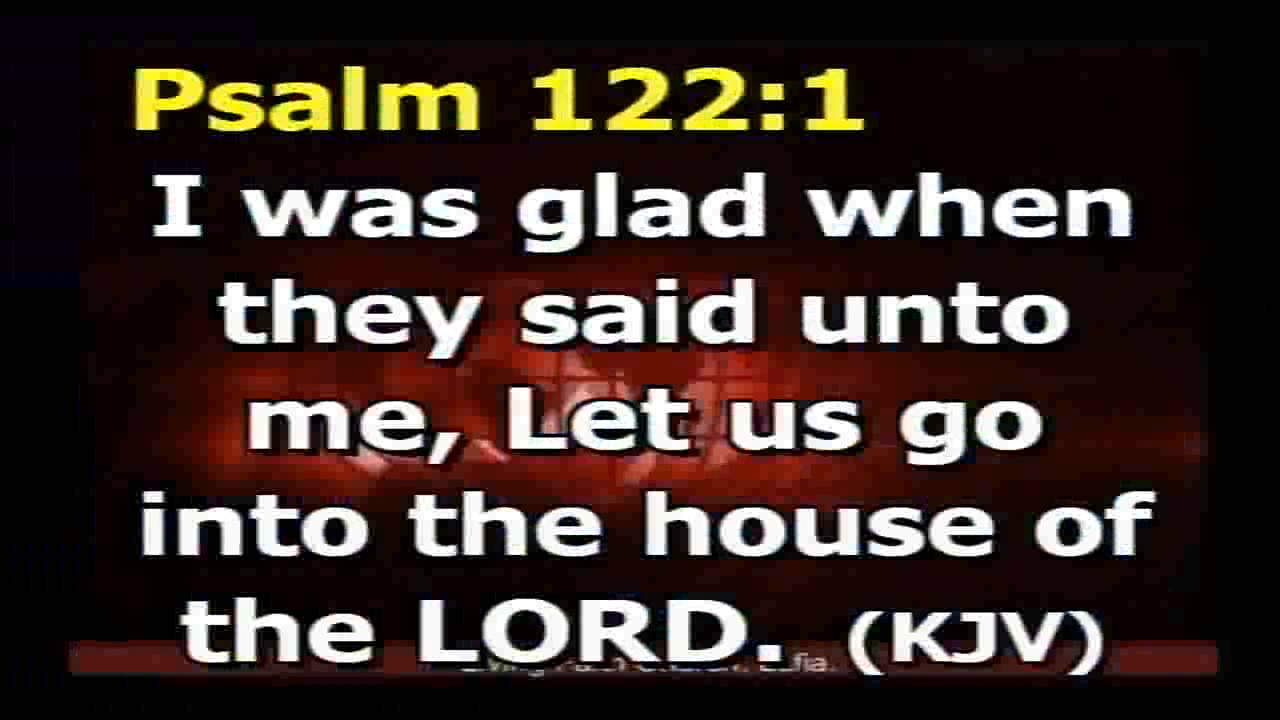 Psalm 122:1
I was glad when
they said unto
me, Let us go
into the house of
the LORD. (KJV)